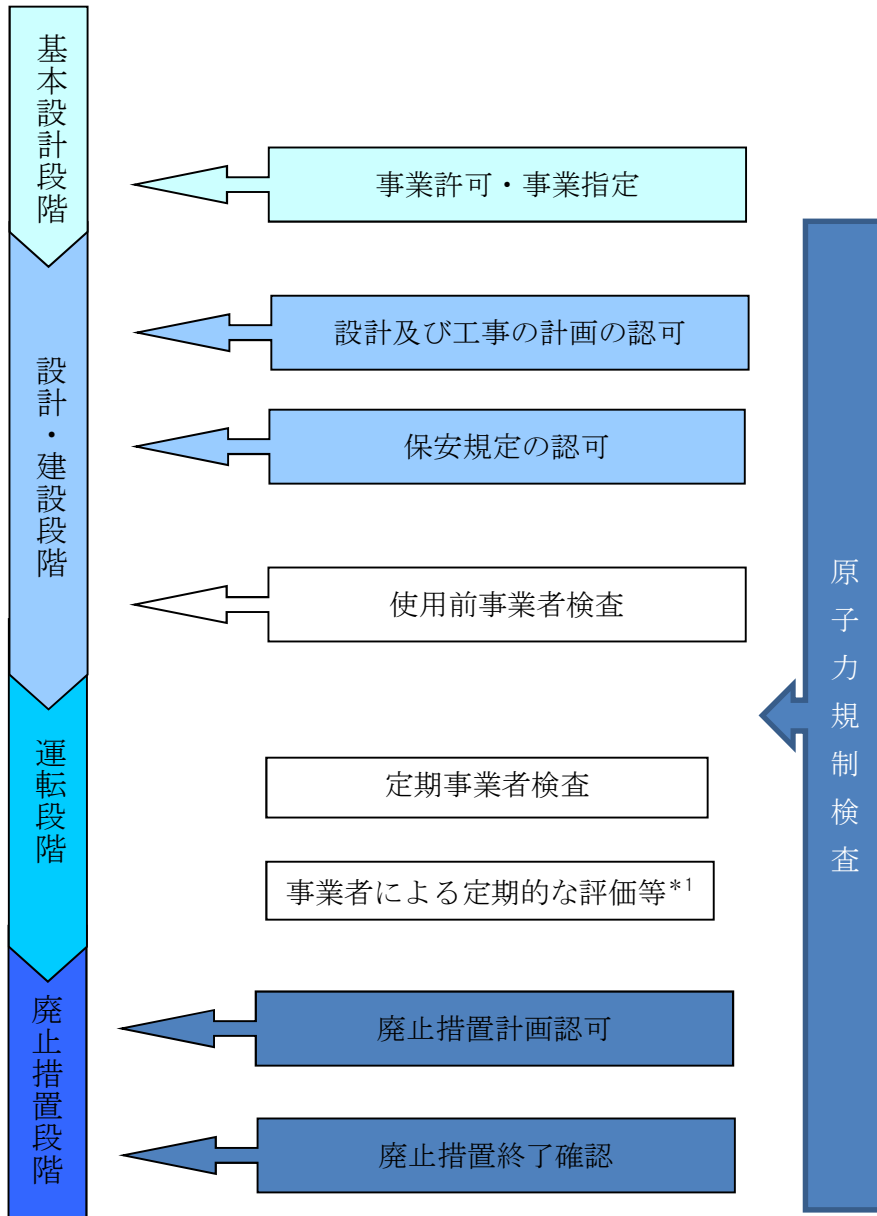 基本設計段階
事業許可・事業指定
設計・建設段階
設計及び工事の計画の認可
保安規定の認可
使用前事業者検査
運転段階
定期事業者検査
事業者による定期的な評価等*1
廃止措置段階
廃止措置計画認可
廃止措置終了確認
原子力規制検査